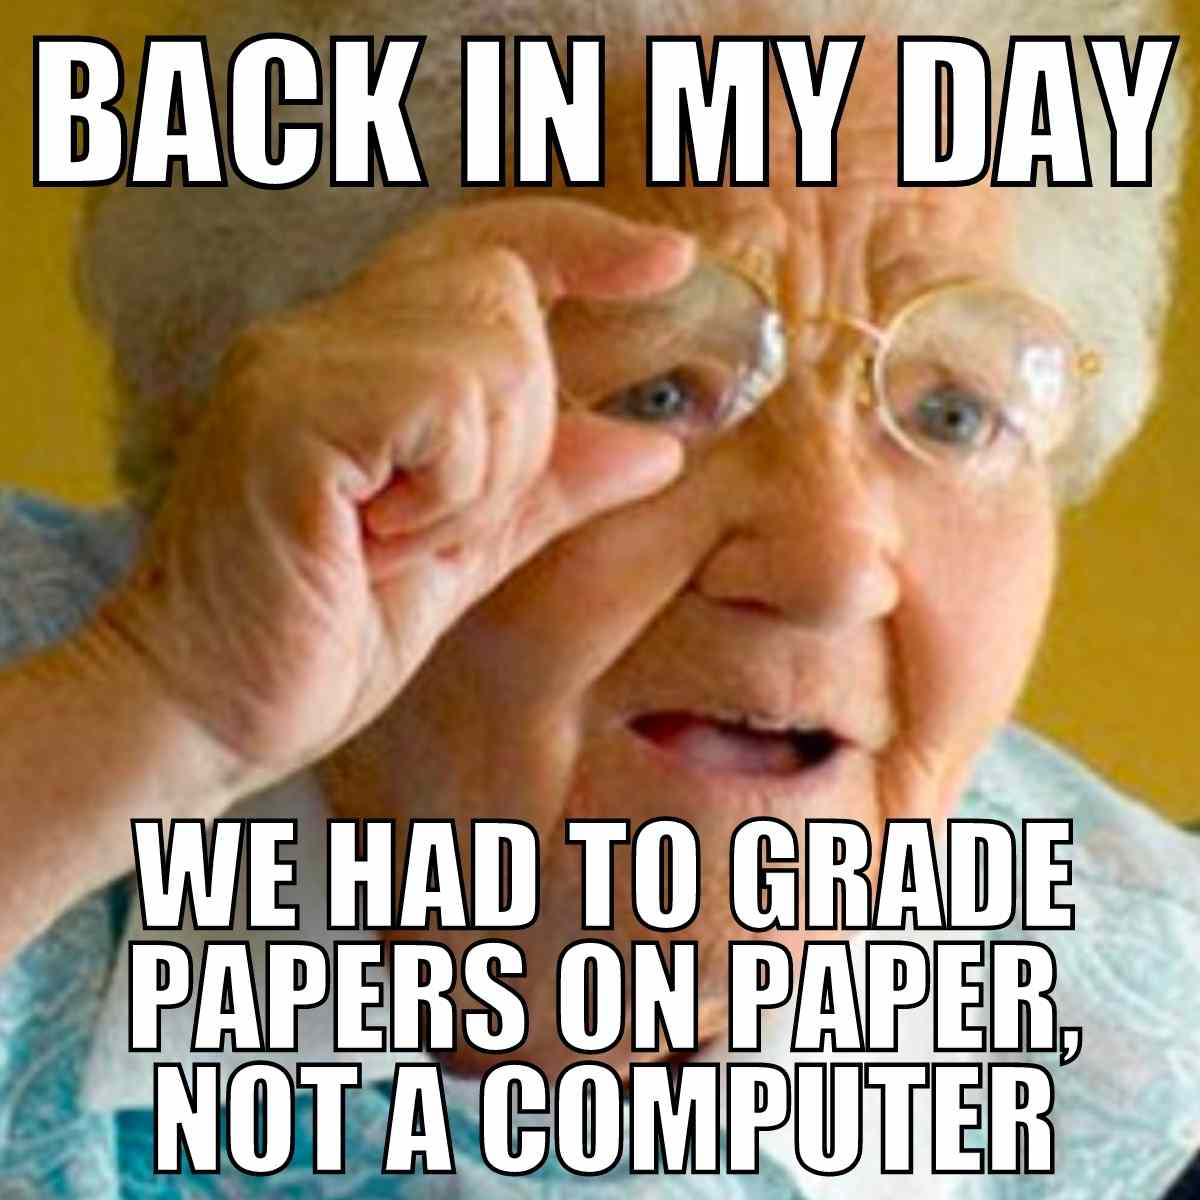 BACK IN MY DAY
WE HAD TO GRADE
PAPERS ON PAPER,
NOT A COMPUTER